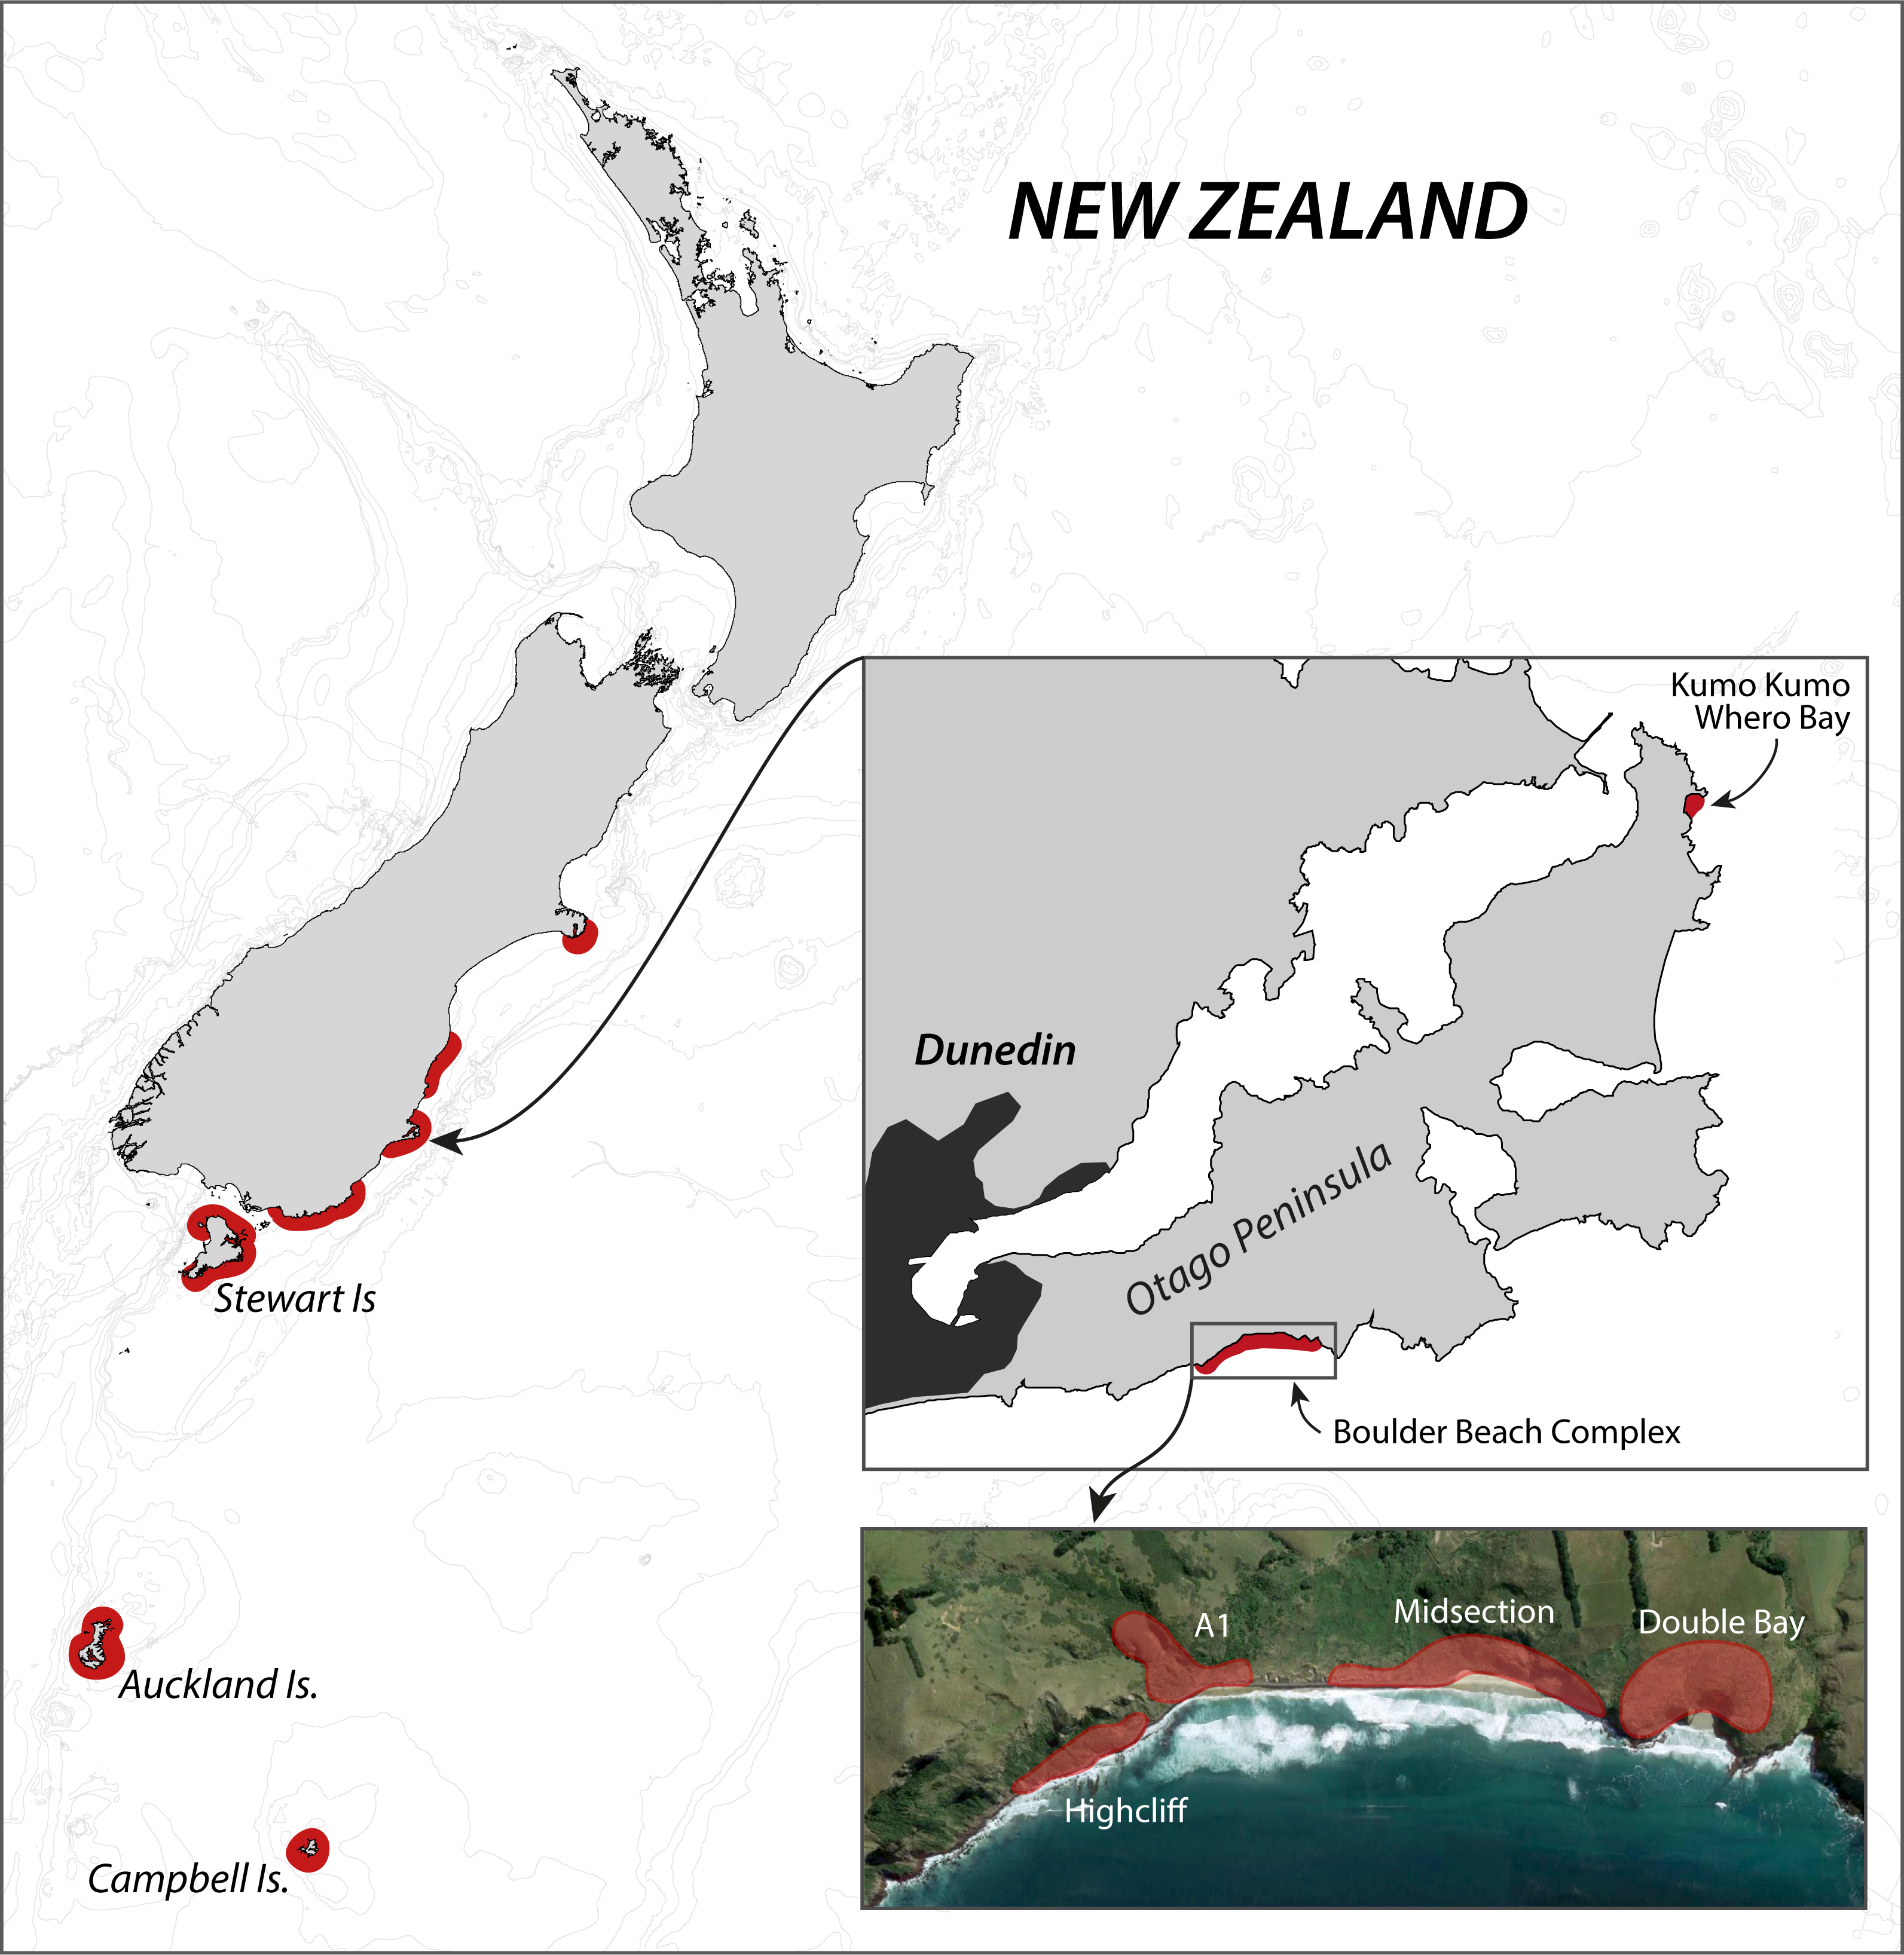 NEW ZEALAND
Kumo Kumo
Whero Bay
Dunedin
Otago Peninsula
Stewart Is
Boulder Beach Complex
A1
Midsection
Double Bay
Auckland Is.
Highcliff
Campbell Is.